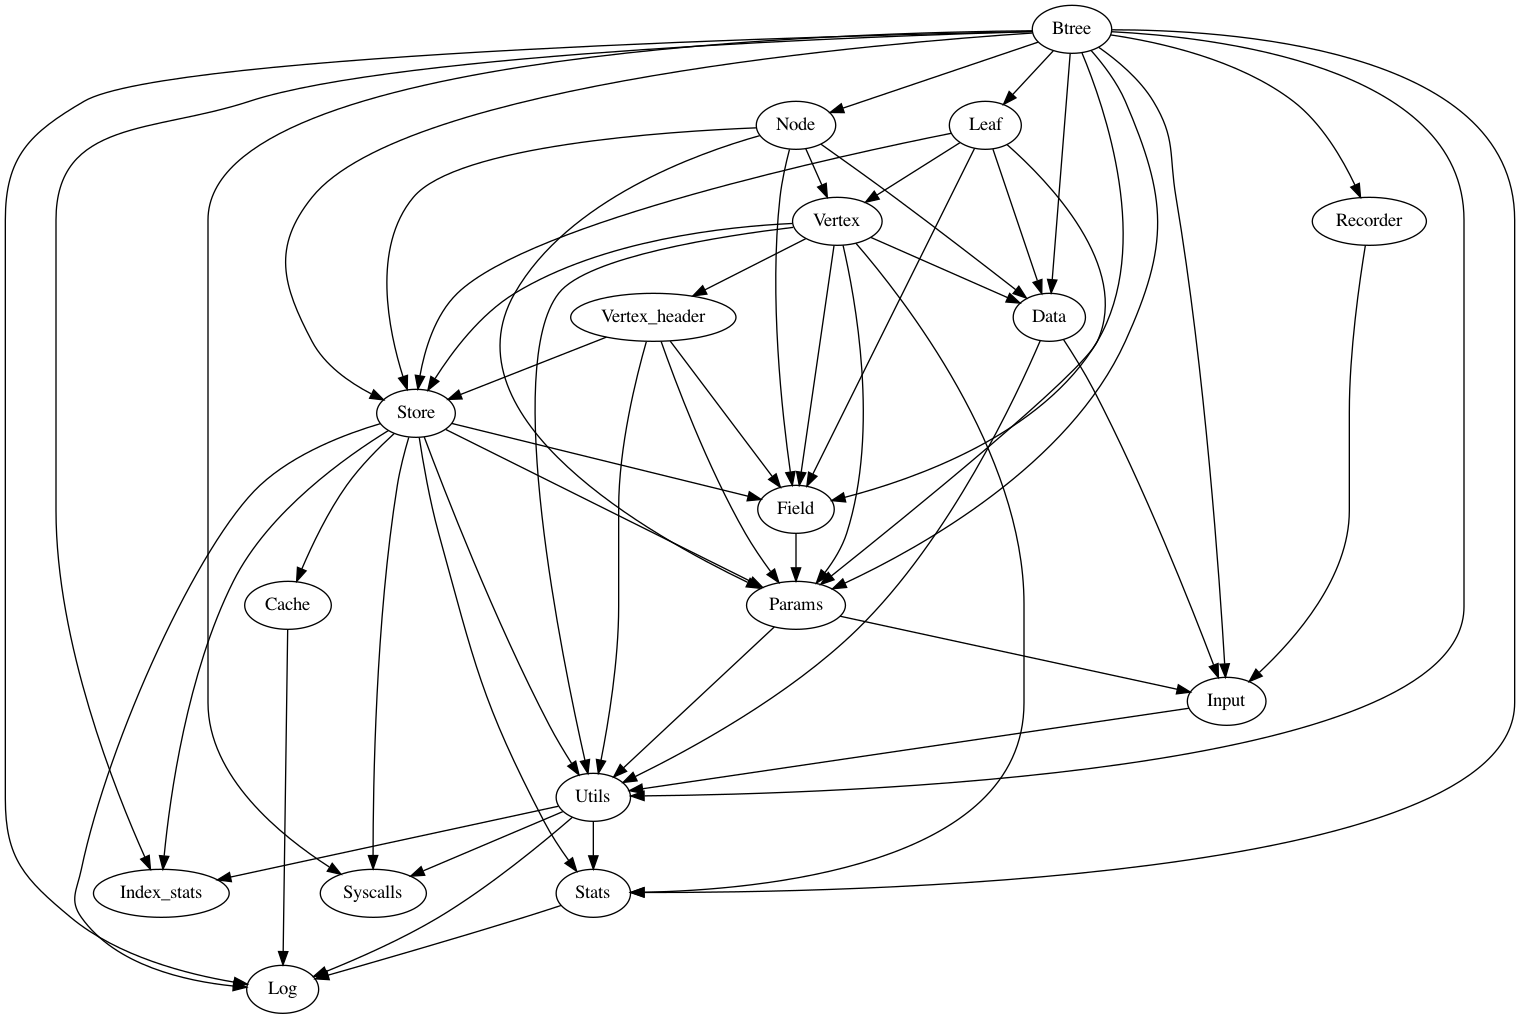 Btree
Node
Leaf
Vertex
Recorder
Vertex_header
Data
Store
Field
Cache
Params
Input
Utils
Index_stats
Syscalls
Stats
Log